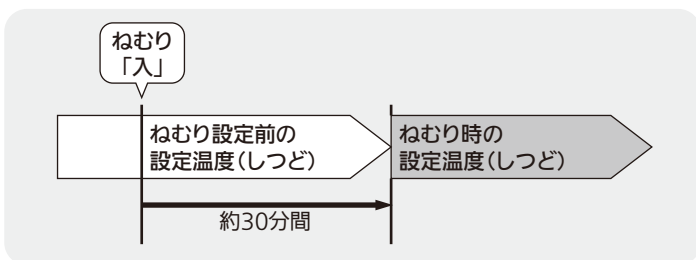 ねむり
「入」
ねむり設定前の
設定温度(しつど)
ねむり時の
設定温度(しつど)
約30分間